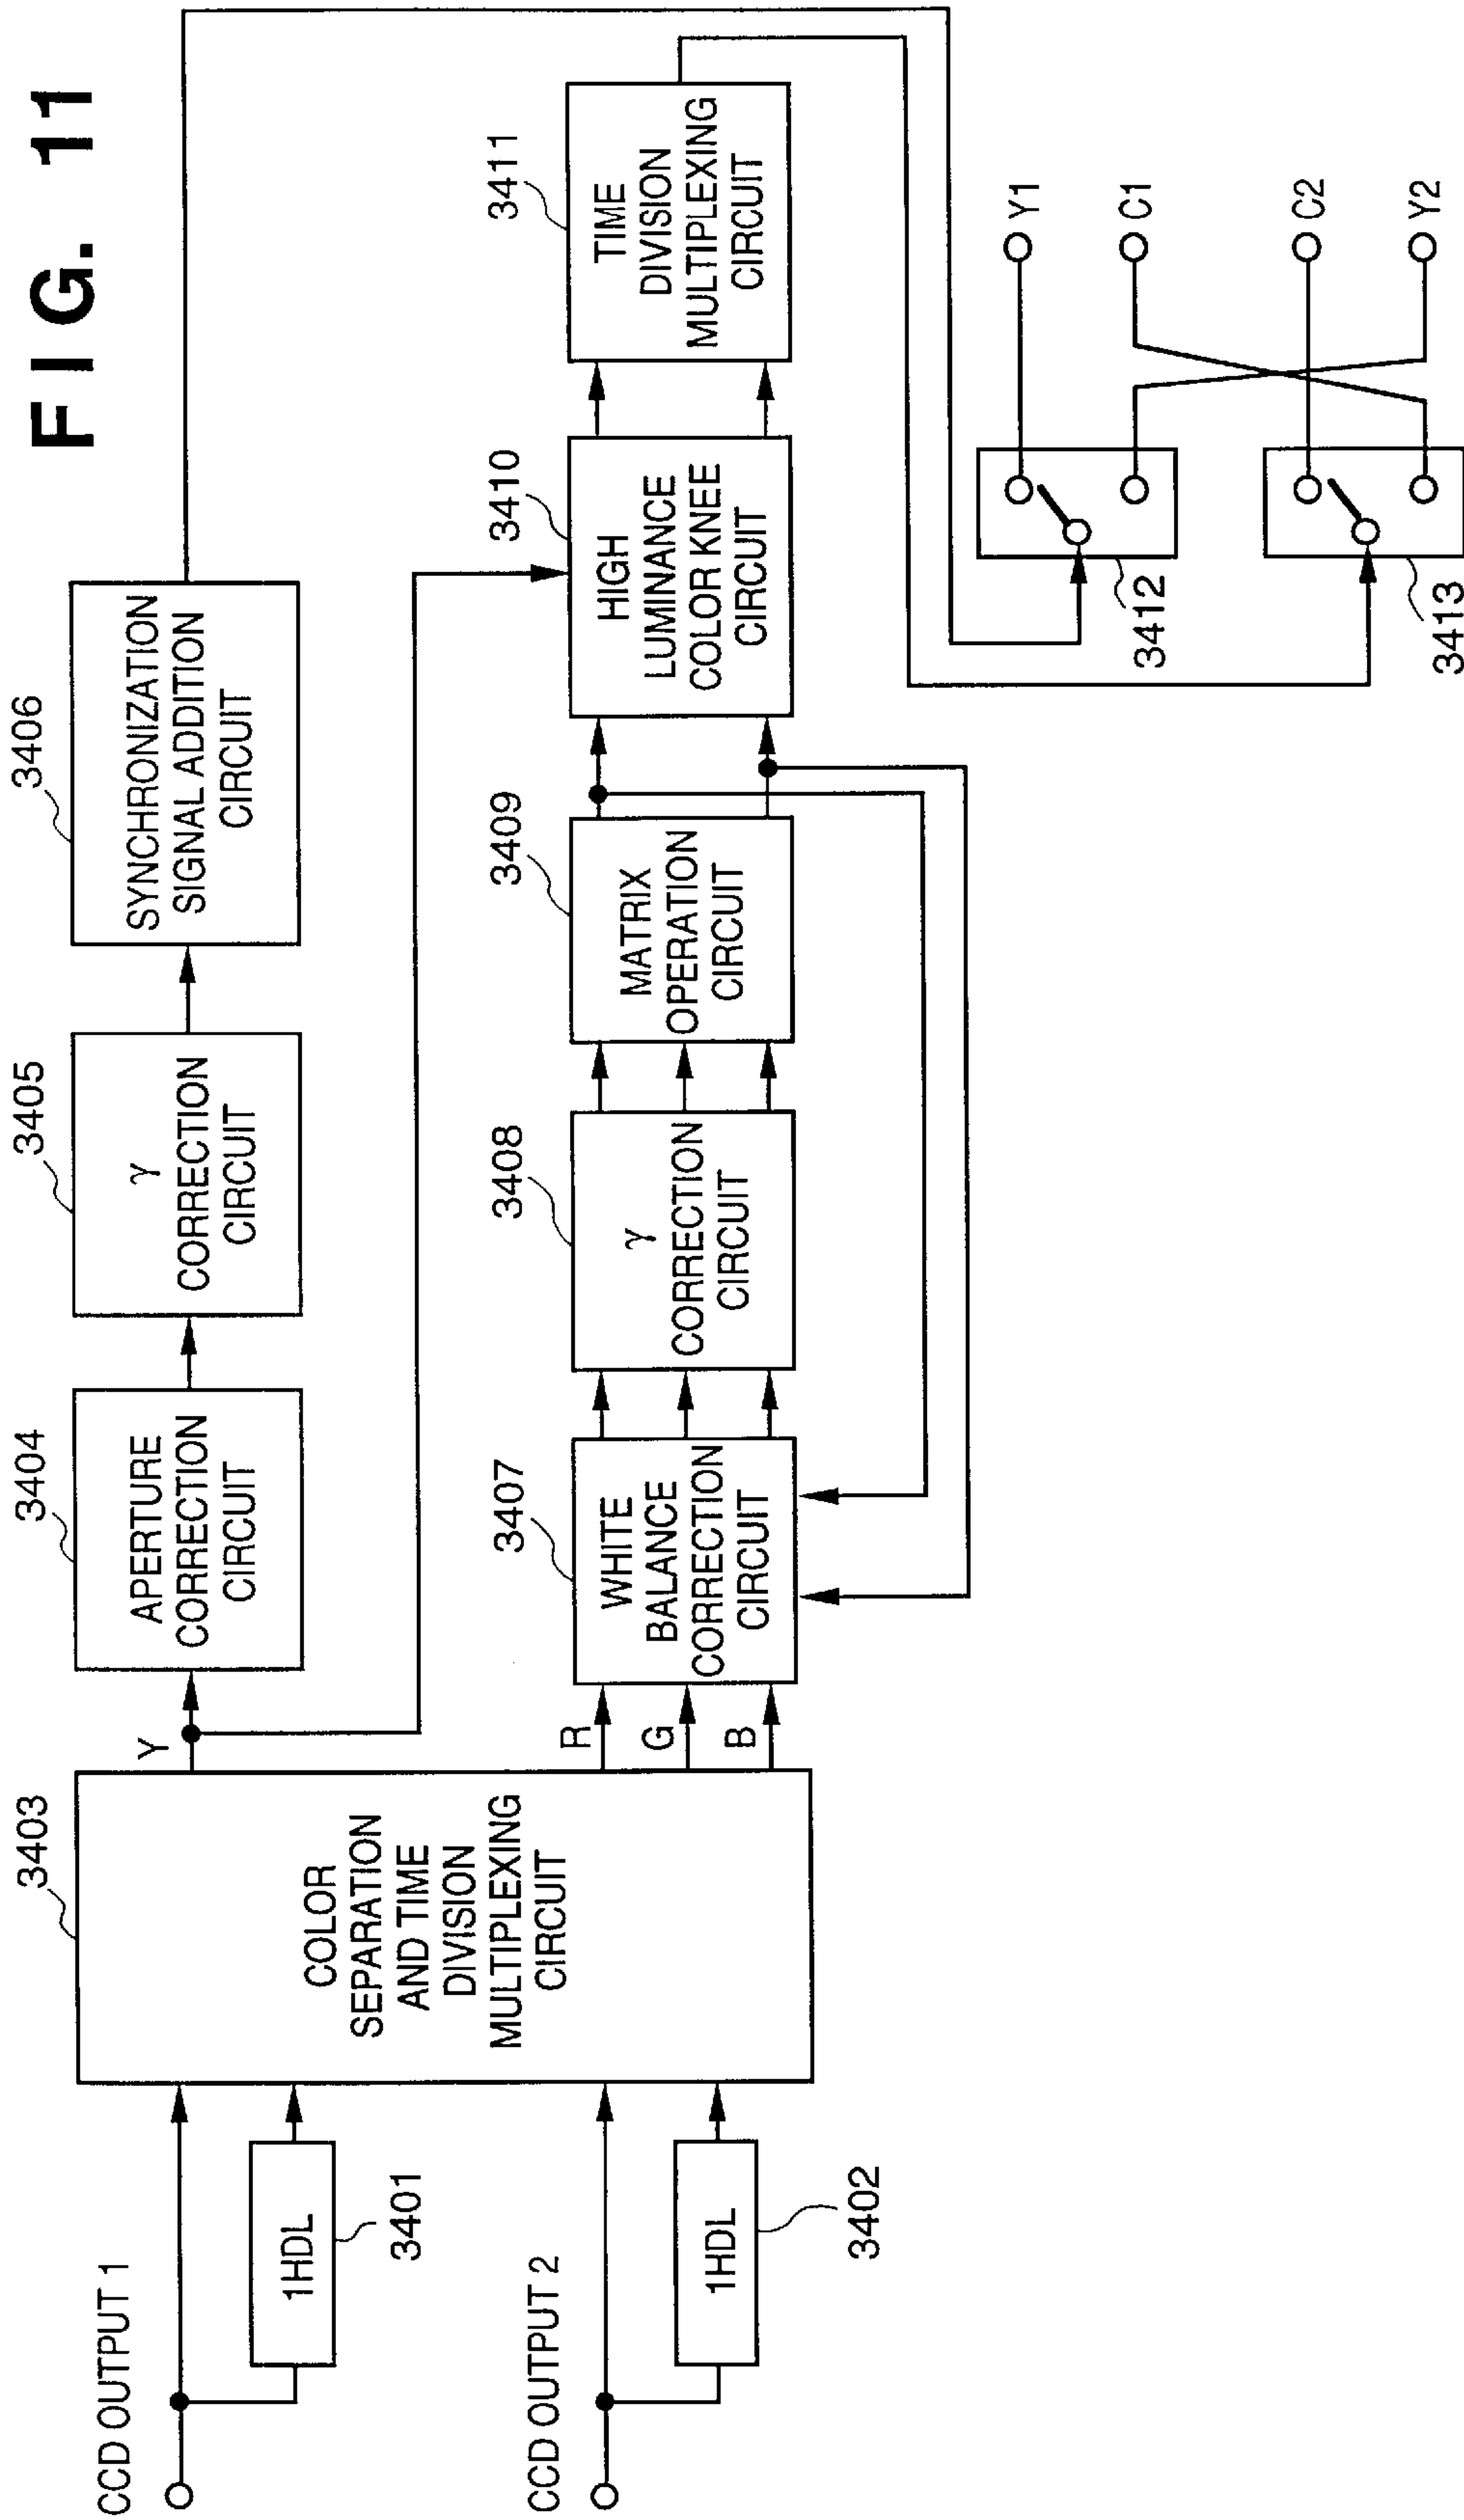 FIG. 11
CCD OUTPUT 1
1HDL
3401
CCD OUTPUT 2
1HDL
3402
3403
COLOR
SEPARATION
AND TIME
DIVISION
MULTIPLEXING
CIRCUIT
Y
R
G
B
3404
APERTURE
CORRECTION
CIRCUIT
3405
γ
CORRECTION
CIRCUIT
3406
SYNCHRONIZATION
SIGNAL ADDITION
CIRCUIT
3407
WHITE
BALANCE
CORRECTION
CIRCUIT
3408
γ
CORRECTION
CIRCUIT
3409
MATRIX
OPERATION
CIRCUIT
3410
HIGH
LUMINANCE
COLOR KNEE
CIRCUIT
3411
TIME
DIVISION
MULTIPLEXING
CIRCUIT
3412
3413
Y1
C1
C2
Y2